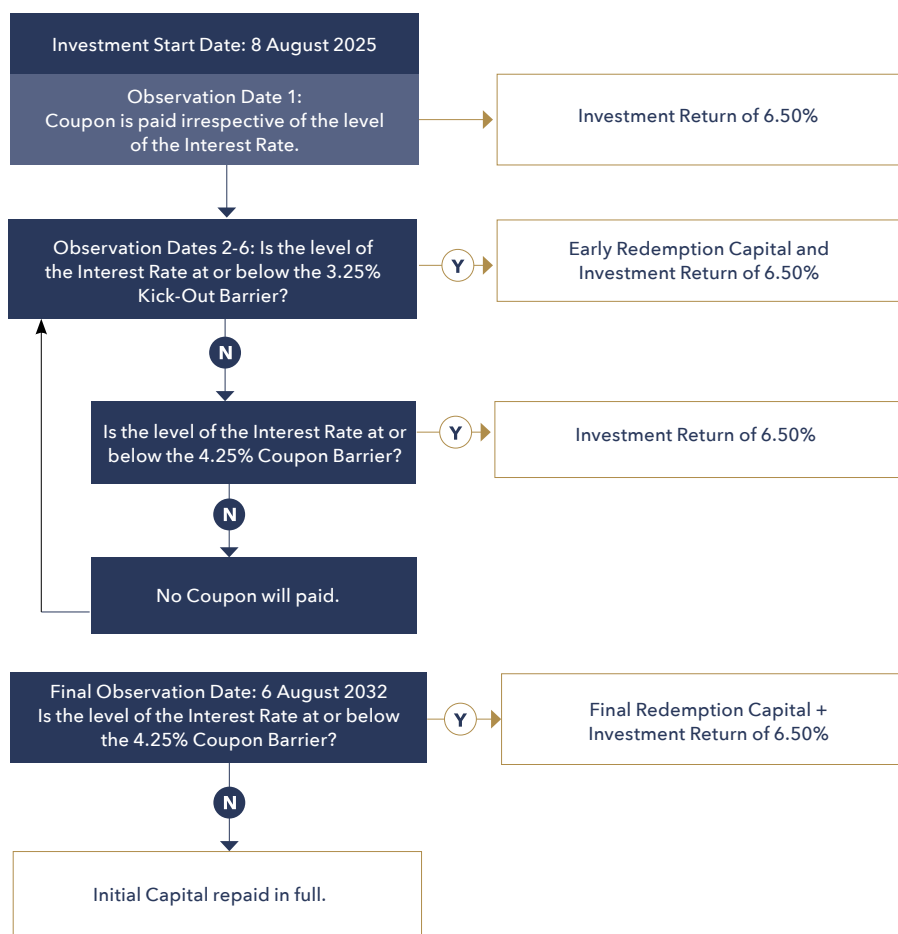 Investment Start Date: 8 August 2025
Observation Date 1:
Coupon is paid irrespective of the level
of the Interest Rate.
Investment Return of 6.50%
Observation Dates 2-6: Is the level of
the Interest Rate at or below the 3.25%
Kick-Out Barrier?
Y
Early Redemption Capital and
Investment Return of 6.50%
N
Is the level of the Interest Rate at or
below the 4.25% Coupon Barrier?
Y
Investment Return of 6.50%
N
No Coupon will paid.
Final Observation Date: 6 August 2032
Is the level of the Interest Rate at or below
the 4.25% Coupon Barrier?
Y
Final Redemption Capital +
Investment Return of 6.50%
N
Initial Capital repaid in full.